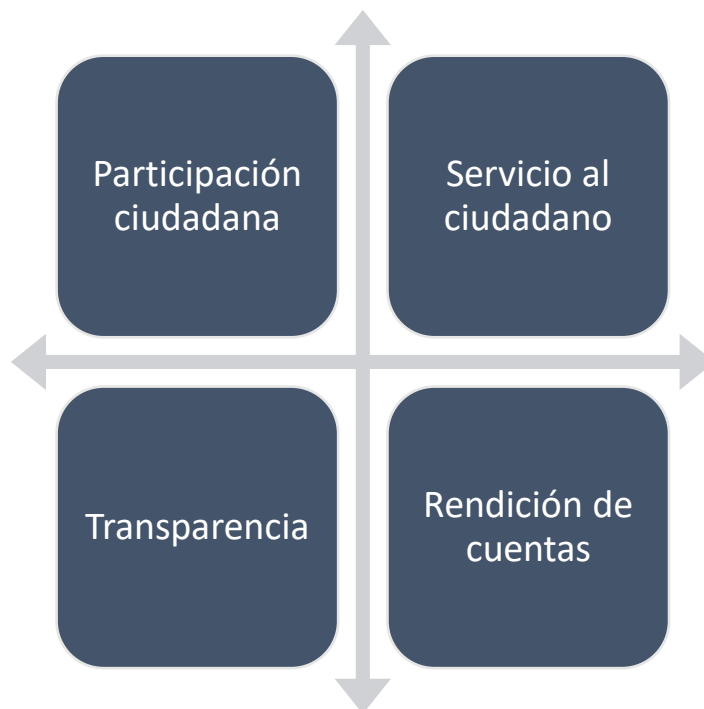 Participación
ciudadana
Servicio al
ciudadano
Transparencia
Rendición de
cuentas